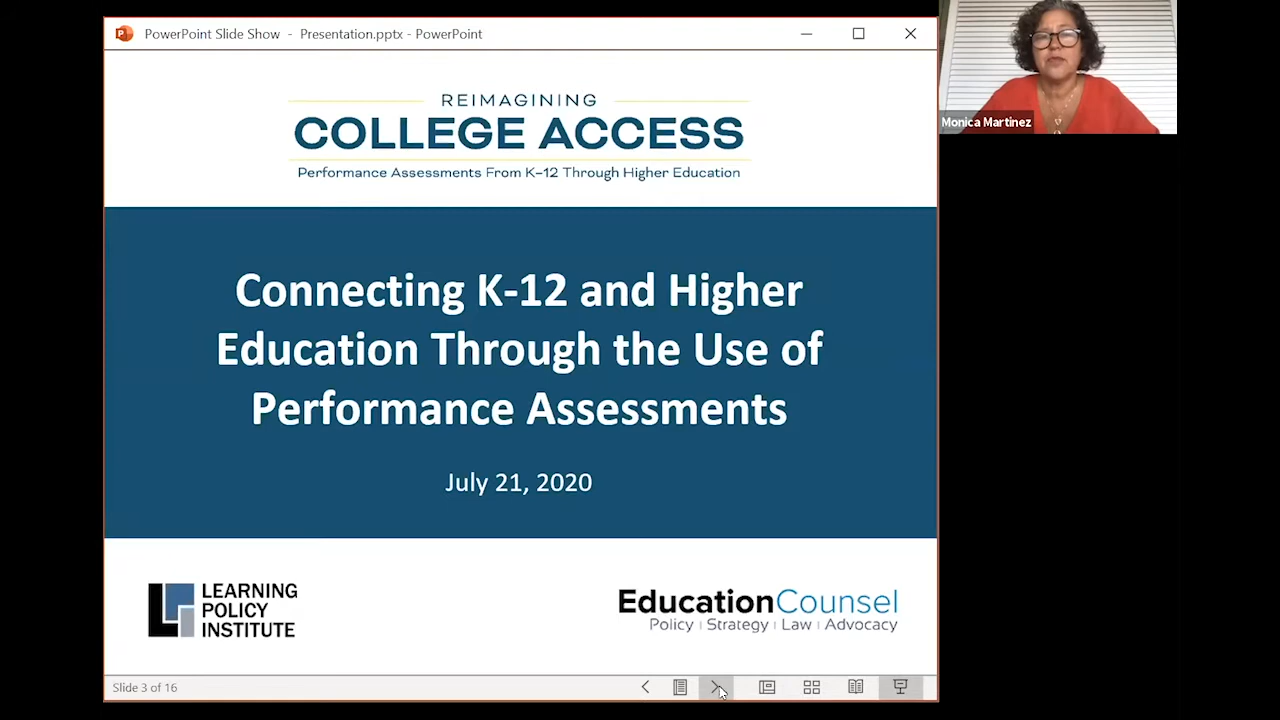 PowerPoint Slide Show - Presentation.pptx - PowerPoint
Monica Martinez
REIMAGINING
COLLEGE ACCESS
Performance Assessments From K–12 Through Higher Education
Connecting K-12 and Higher
Education Through the Use of
Performance Assessments
July 21, 2020
LEARNING
POLICY
INSTITUTE
EducationCounsel
Policy | Strategy | Law | Advocacy
Slide 3 of 16